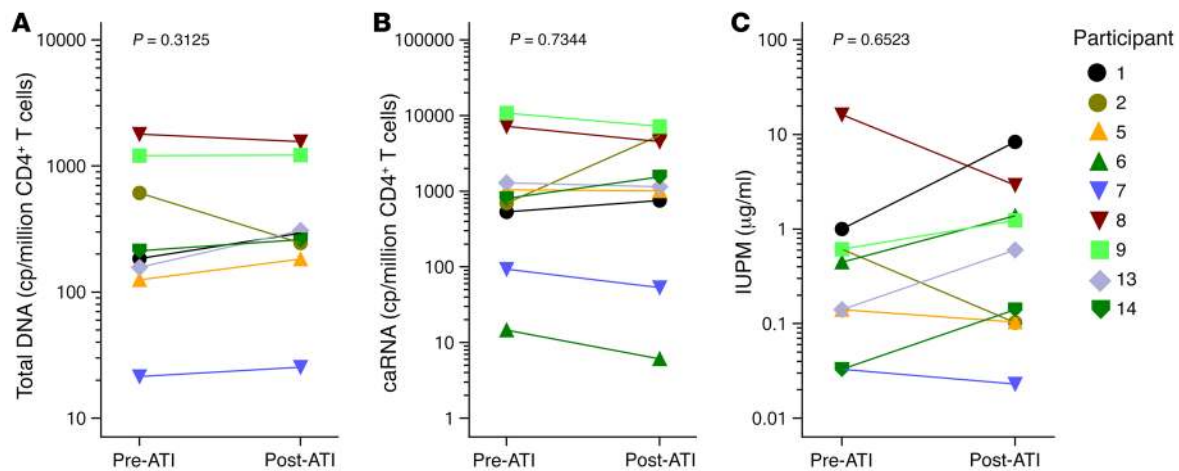 A
Total DNA (cp/million CD4⁺ T cells)
10000
1000
100
10
P = 0.3125
Pre-ATI
Post-ATI
B
caRNA (cp/million CD4⁺ T cells)
100000
10000
1000
100
10
1
P = 0.7344
Pre-ATI
Post-ATI
C
IUPM (μg/ml)
100
10
1
0.1
0.01
P = 0.6523
Pre-ATI
Post-ATI
Participant
1
2
5
6
7
8
9
13
14